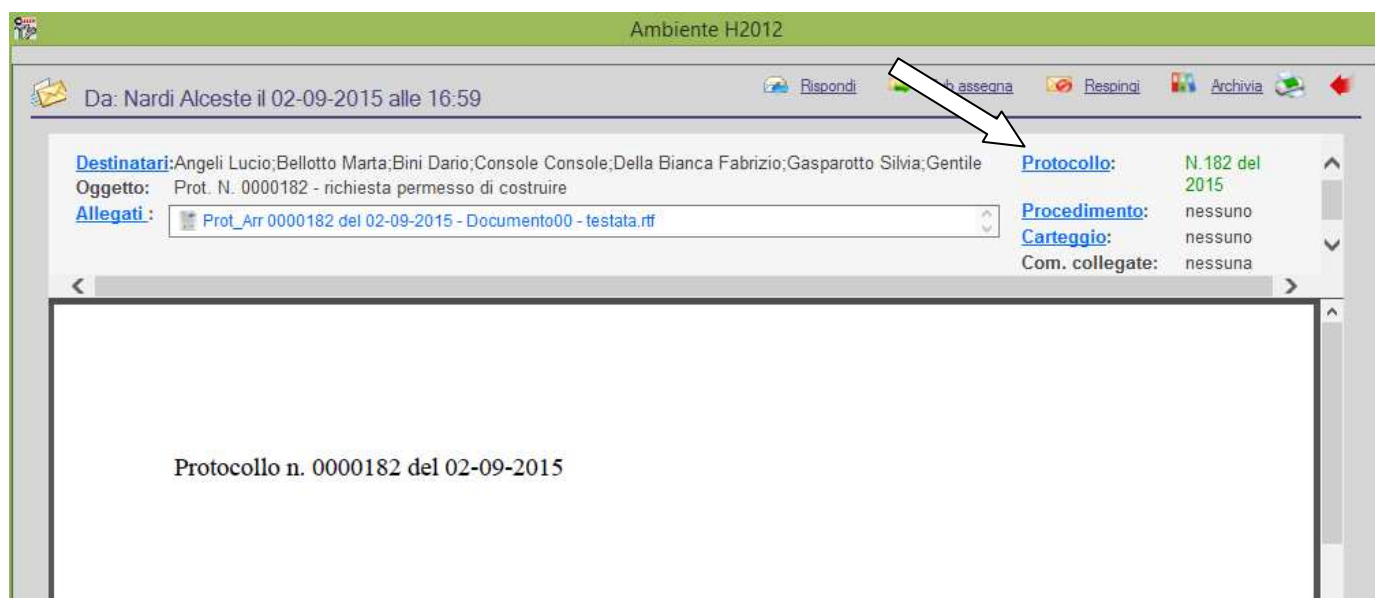 Ambiente H2012
Da: Nardi Alceste il 02-09-2015 alle 16:59
Rispondi
assegna
Respingi
Archivia
Destinatari:Angeli Lucio;Bellotto Marta;Bini Dario;Console Console;Della Bianca Fabrizio;Gasparotto Silvia;Gentile
Oggetto: Prot. N. 0000182 - richiesta permesso di costruire
Allegati : Prot_Arr 0000182 del 02-09-2015 - Documento00 - testata.rtf
Protocollo: N.182 del
2015
Procedimento: nessuno
Carteggio: nessuno
Com. collegate: nessuna
Protocollo n. 0000182 del 02-09-2015